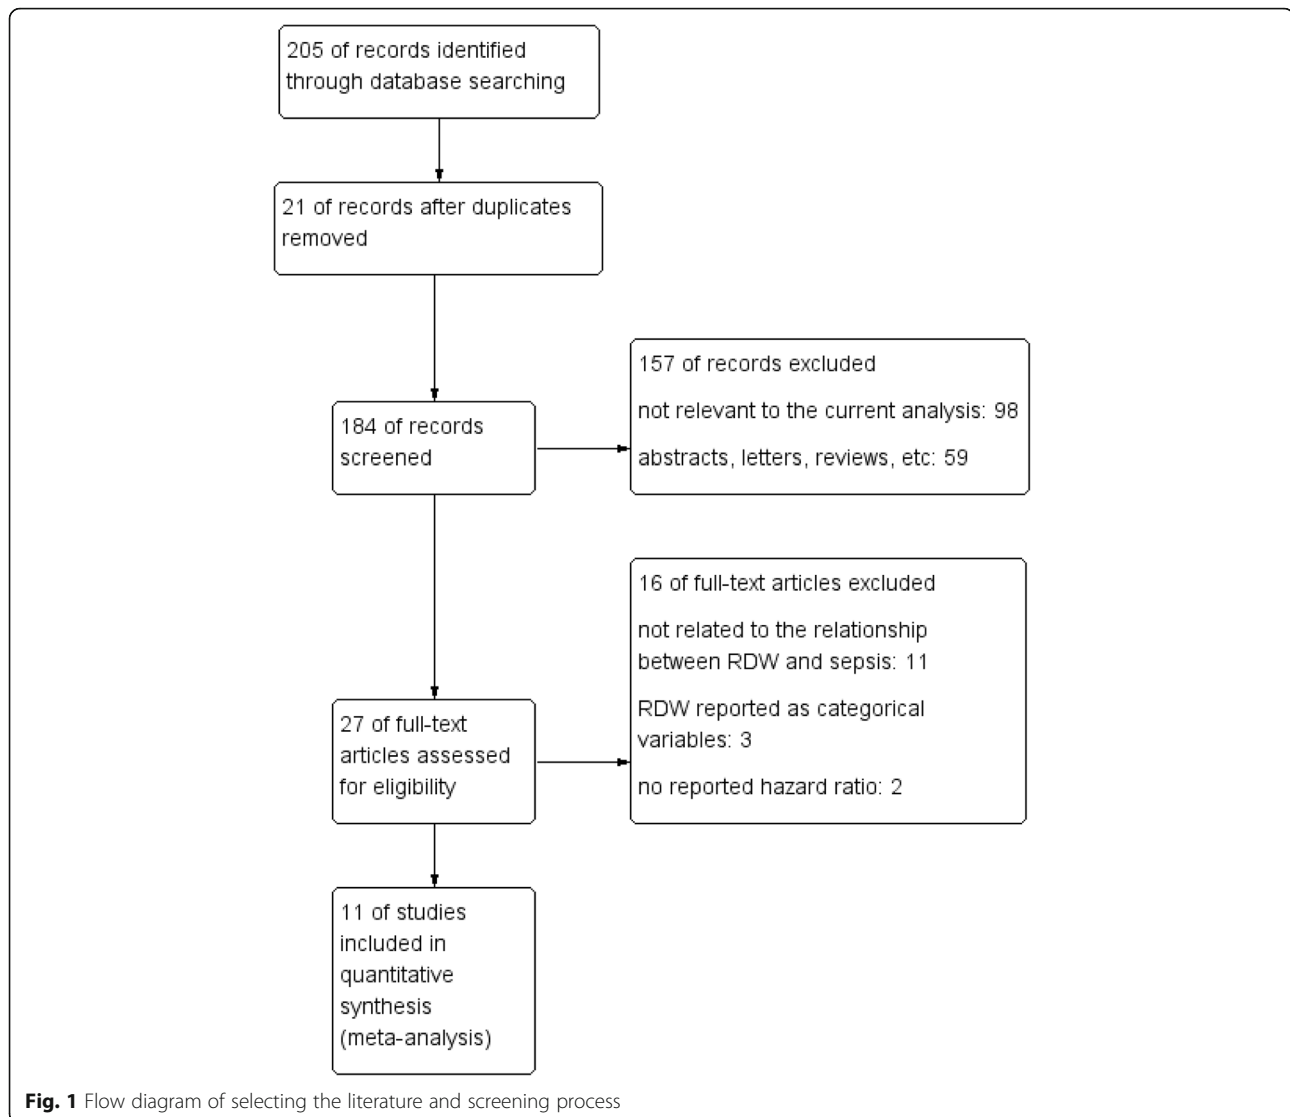 205 of records identified
through database searching
21 of records after duplicates
removed
184 of records
screened
157 of records excluded
not relevant to the current analysis: 98
abstracts, letters, reviews, etc: 59
27 of full-text
articles assessed
for eligibility
16 of full-text articles excluded
not related to the relationship
between RDW and sepsis: 11
RDW reported as categorical
variables: 3
no reported hazard ratio: 2
11 of studies
included in
quantitative
synthesis
(meta-analysis)
Fig. 1 Flow diagram of selecting the literature and screening process